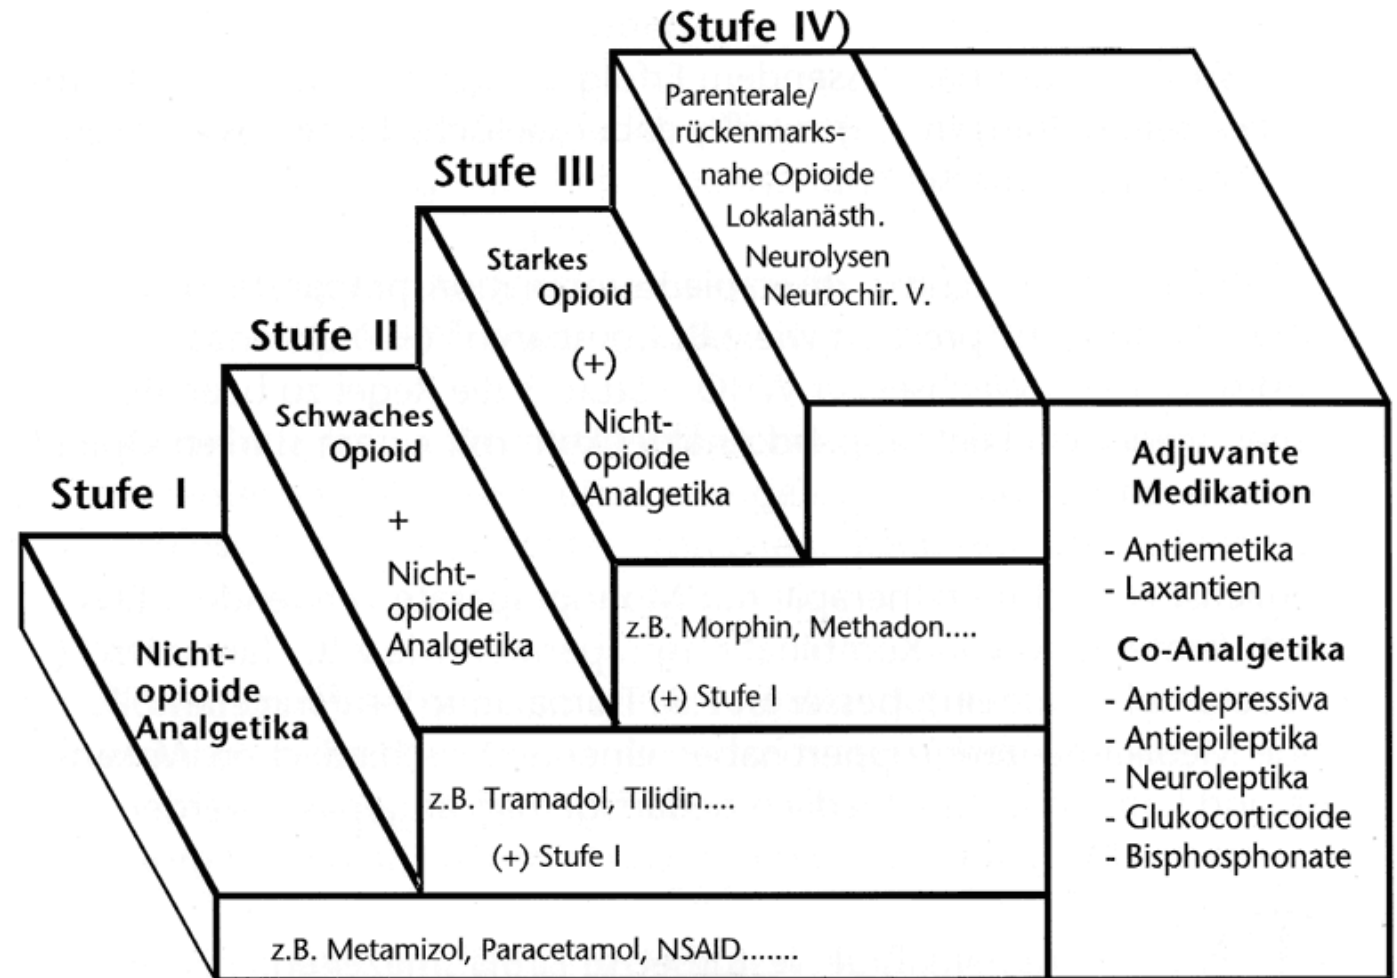 (Stufe IV)
Parenterale/
rückenmarks-
nahe Opioide
Lokalanästh.
Neurolysen
Neurochir. V.
Stufe III
Starkes
Opioid
(+)
Nicht-
opioide
Analgetika
Stufe II
Schwaches
Opioid
+
Nicht-
opioide
Analgetika
Stufe I
Nicht-
opioide
Analgetika
z.B. Morphin, Methadon....
(+) Stufe I
z.B. Tramadol, Tilidin....
(+) Stufe I
z.B. Metamizol, Paracetamol, NSAID.......
Adjuvante
Medikation
- Antiemetika
- Laxantien
Co-Analgetika
- Antidepressiva
- Antiepileptika
- Neuroleptika
- Glukocorticoide
- Bisphosphonate